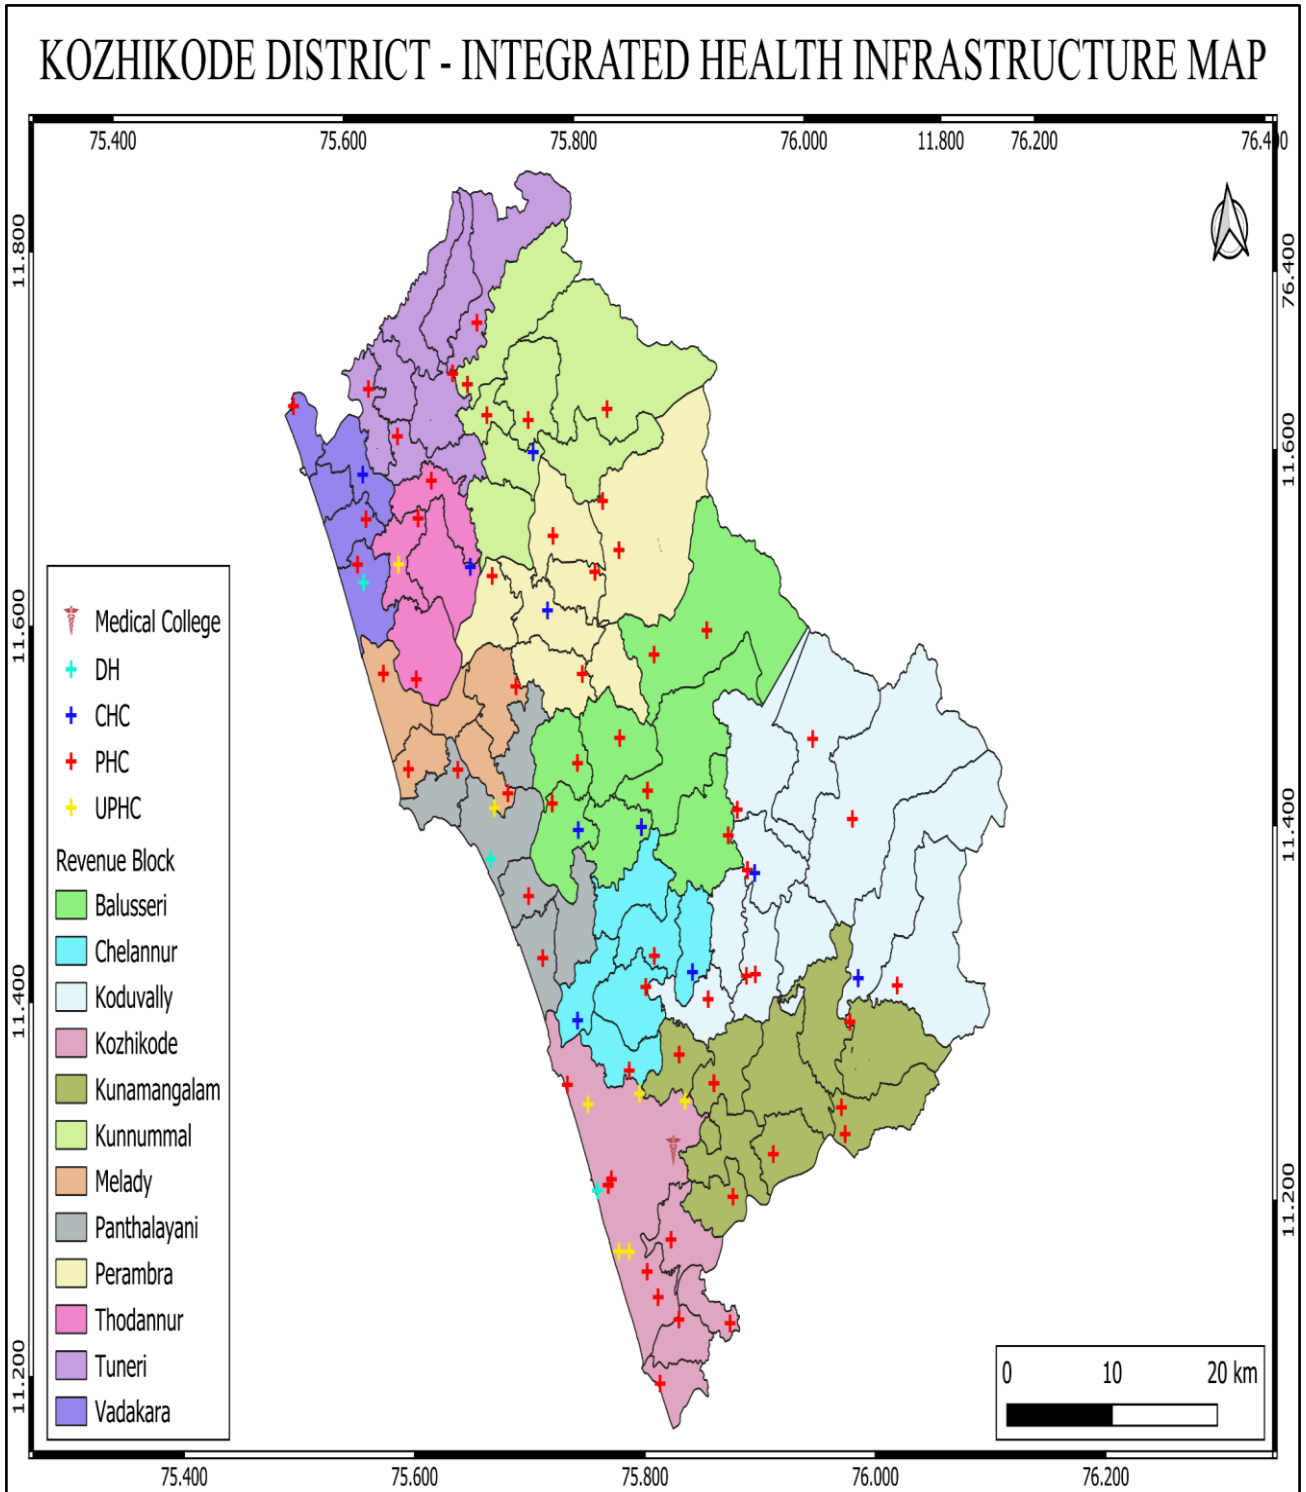 KOZHIKODE DISTRICT - INTEGRATED HEALTH INFRASTRUCTURE MAP
75.400 75.600 75.800 76.000 11.800 76.200 76.400
11.800
11.600
11.400
11.200
76.400
11.600
11.400
11.200
Medical College
DH
CHC
PHC
UPHC
Revenue Block
Balusseri
Chelannur
Koduvally
Kozhikode
Kunamangalam
Kunnummal
Melady
Panthalayani
Perambra
Thodannur
Tuneri
Vadakara
0 10 20 km
75.400 75.600 75.800 76.000 76.200